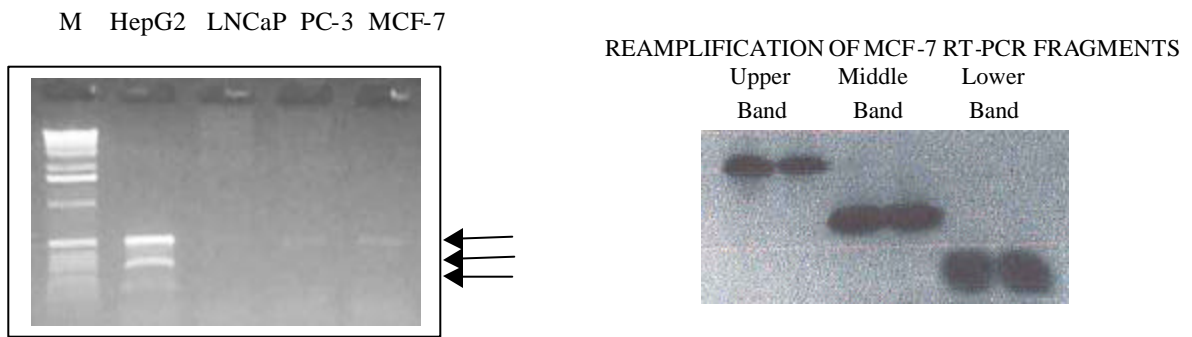 M HepG2 LNCaP PC-3 MCF-7
REAMPLIFICATION OF MCF-7 RT-PCR FRAGMENTS
Upper Middle Lower
Band Band Band